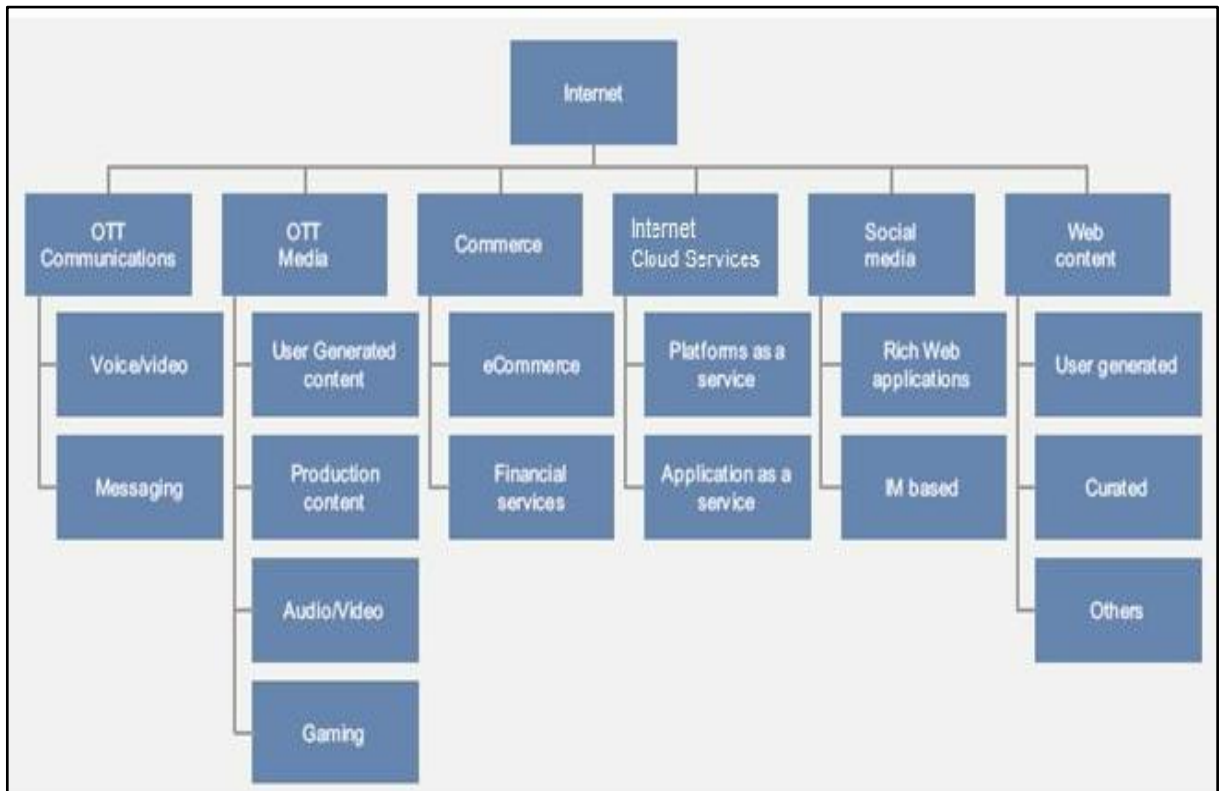 Internet
OTT
Communications
Voice/video
Messaging
OTT
Media
User Generated
content
Production
content
Audio/Video
Gaming
Commerce
eCommerce
Financial
services
Internet
Cloud Services
Platforms as a
service
Application as a
service
Social
media
Rich Web
applications
IM based
Web
content
User generated
Curated
Others